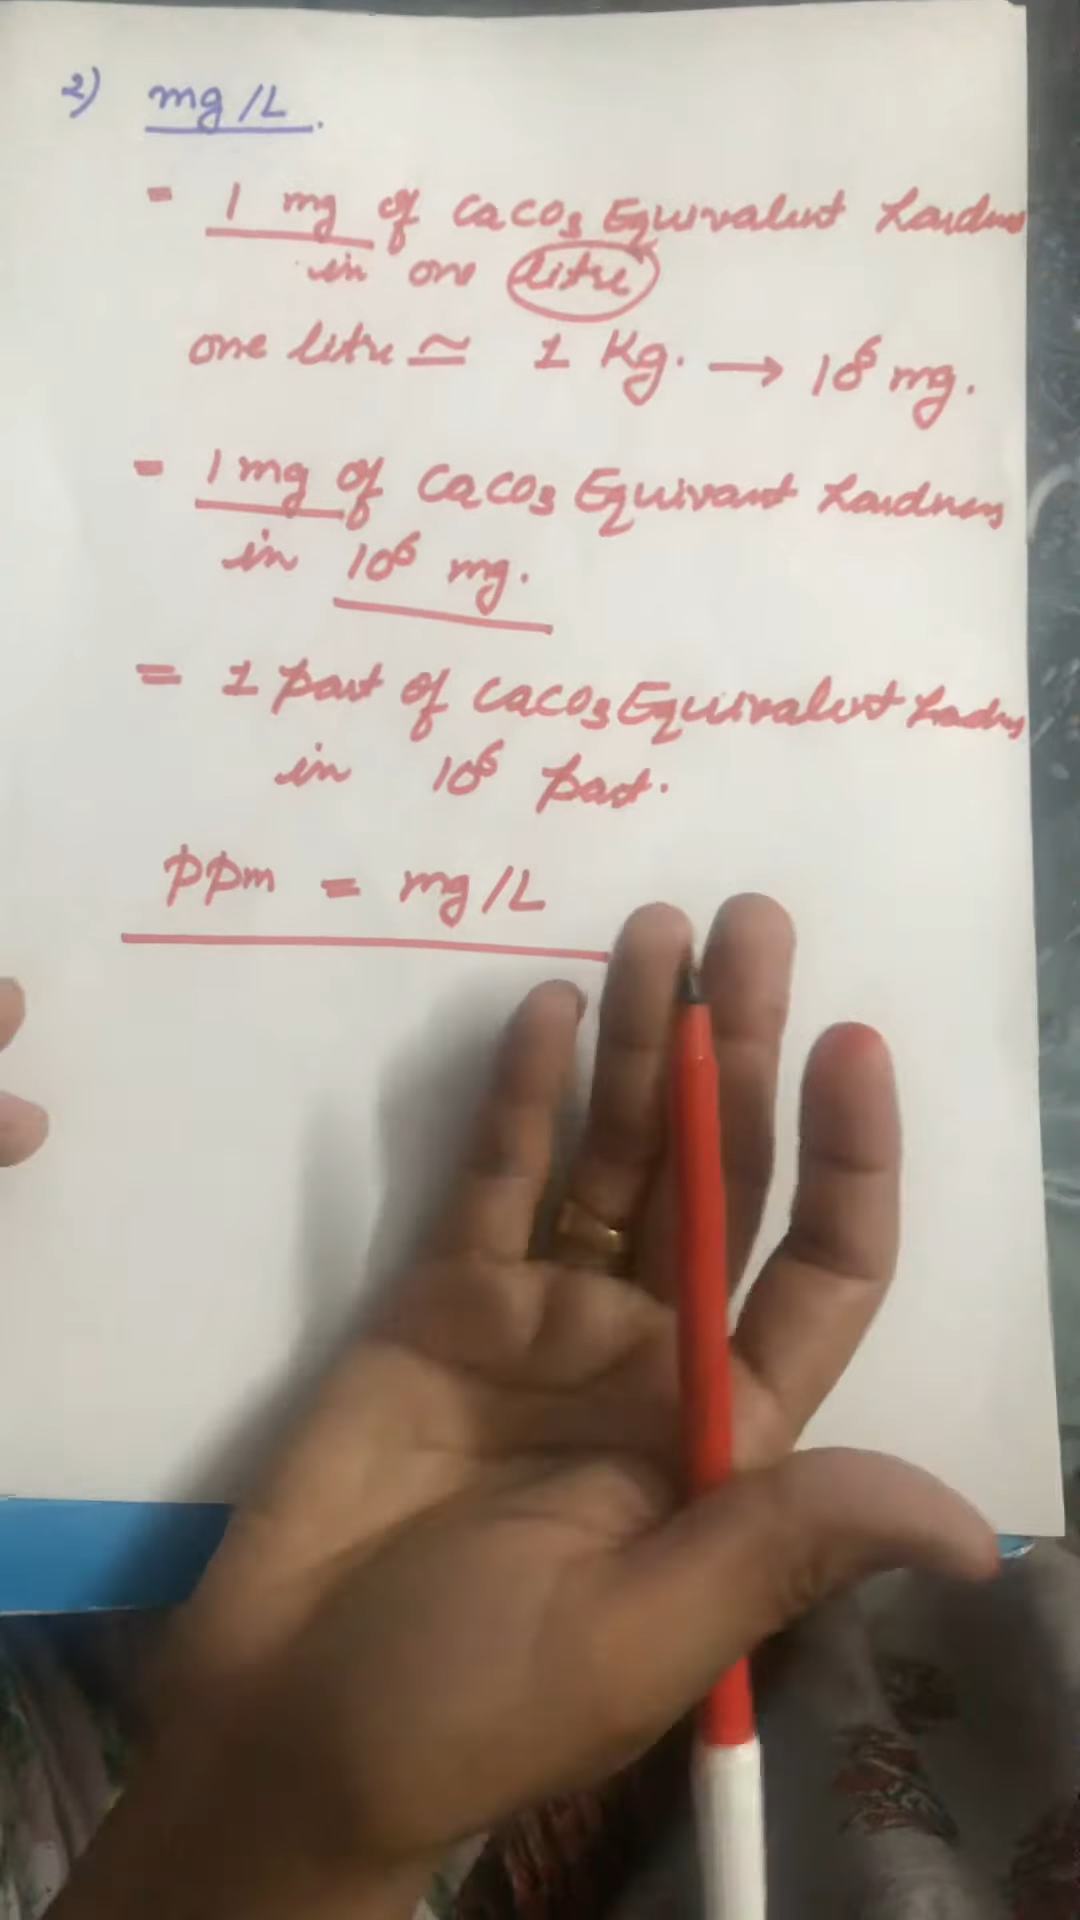 2) mg/L.
= 1 mg of CaCO3 Equivalent Hardness
in one litre
one litre ≃ 1 Kg. → 10⁶ mg.
= 1 mg of CaCO3 Equivant Hardness
in 10⁶ mg.
= 1 part of CaCO3 Equivalent Hardns
in 10⁶ part.
ppm = mg/L